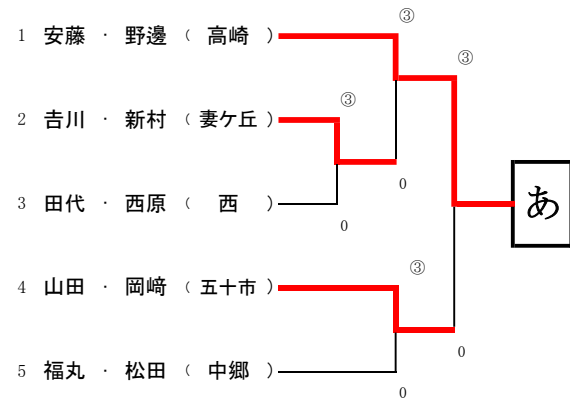 ③
1 安藤 ・ 野邊 （ 高崎 ）
③
③
2 𠮷川 ・ 新村 （ 妻ケ丘 ）
0
あ
3 田代 ・ 西原 （ 西 ）
0
③
4 山田 ・ 岡﨑 （ 五十市 ）
0
5 福丸 ・ 松田 （ 中郷 ）
0